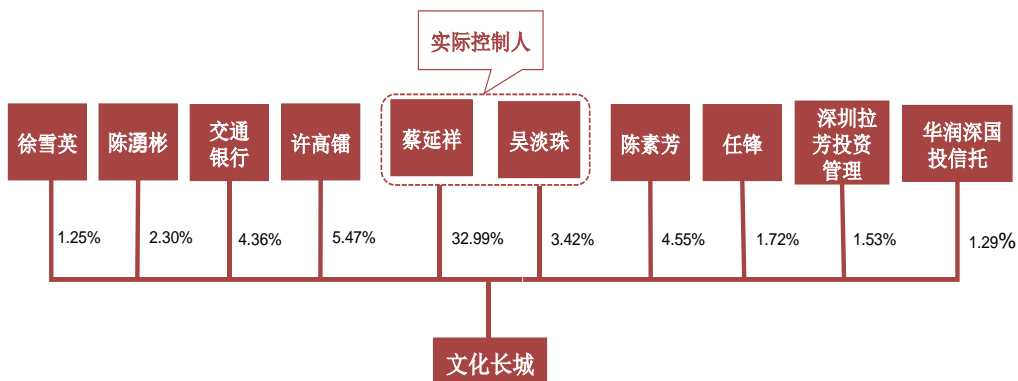 实际控制人
徐雪英
陈湧彬
交通
银行
许高镭
蔡延祥
吴淡珠
陈素芳
任锋
深圳拉
芳投资
管理
华润深国
投信托
1.25%
2.30%
4.36%
5.47%
32.99%
3.42%
4.55%
1.72%
1.53%
1.29%
文化长城